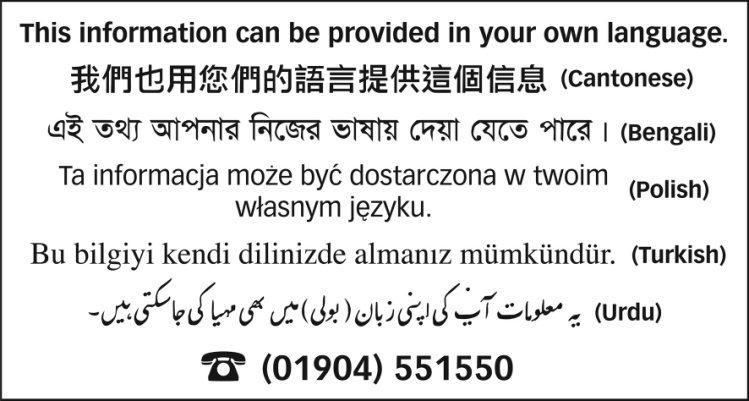 This information can be provided in your own language.
我們也用您們的語言提供這個信息 (Cantonese)
এই তথ্য আপনার নিজের ভাষায় দেয়া যেতে পারে । (Bengali)
Ta informacja może być dostarczona w twoim
własnym języku. (Polish)
Bu bilgiyi kendi dilinizde almanız mümkündür. (Turkish)
یہ معلومات آپ کی اپنی زبان (بولی) میں بھی مہیا کی جاسکتی ہیں۔ (Urdu)
☎ (01904) 551550